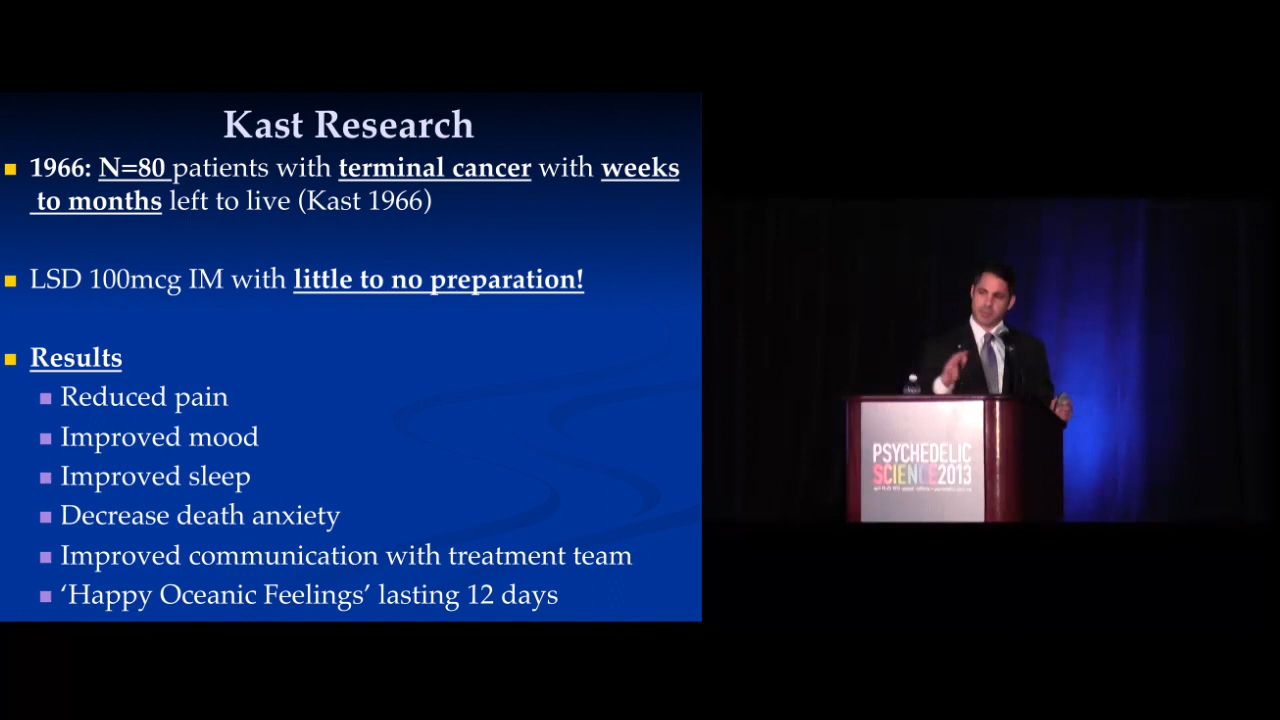 Kast Research
1966: N=80 patients with terminal cancer with weeks
to months left to live (Kast 1966)
LSD 100mcg IM with little to no preparation!
Results
Reduced pain
Improved mood
Improved sleep
Decrease death anxiety
Improved communication with treatment team
‘Happy Oceanic Feelings’ lasting 12 days
PSYCHEDELIC
SCIENCE2013